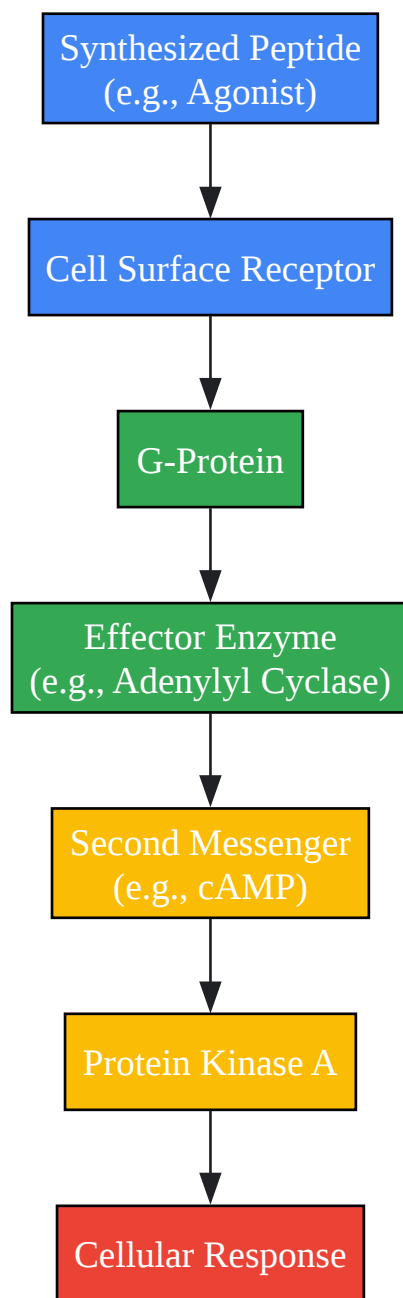 Synthesized Peptide
(e.g., Agonist)
Cell Surface Receptor
G-Protein
Effector Enzyme
(e.g., Adenylyl Cyclase)
Second Messenger
(e.g., cAMP)
Protein Kinase A
Cellular Response